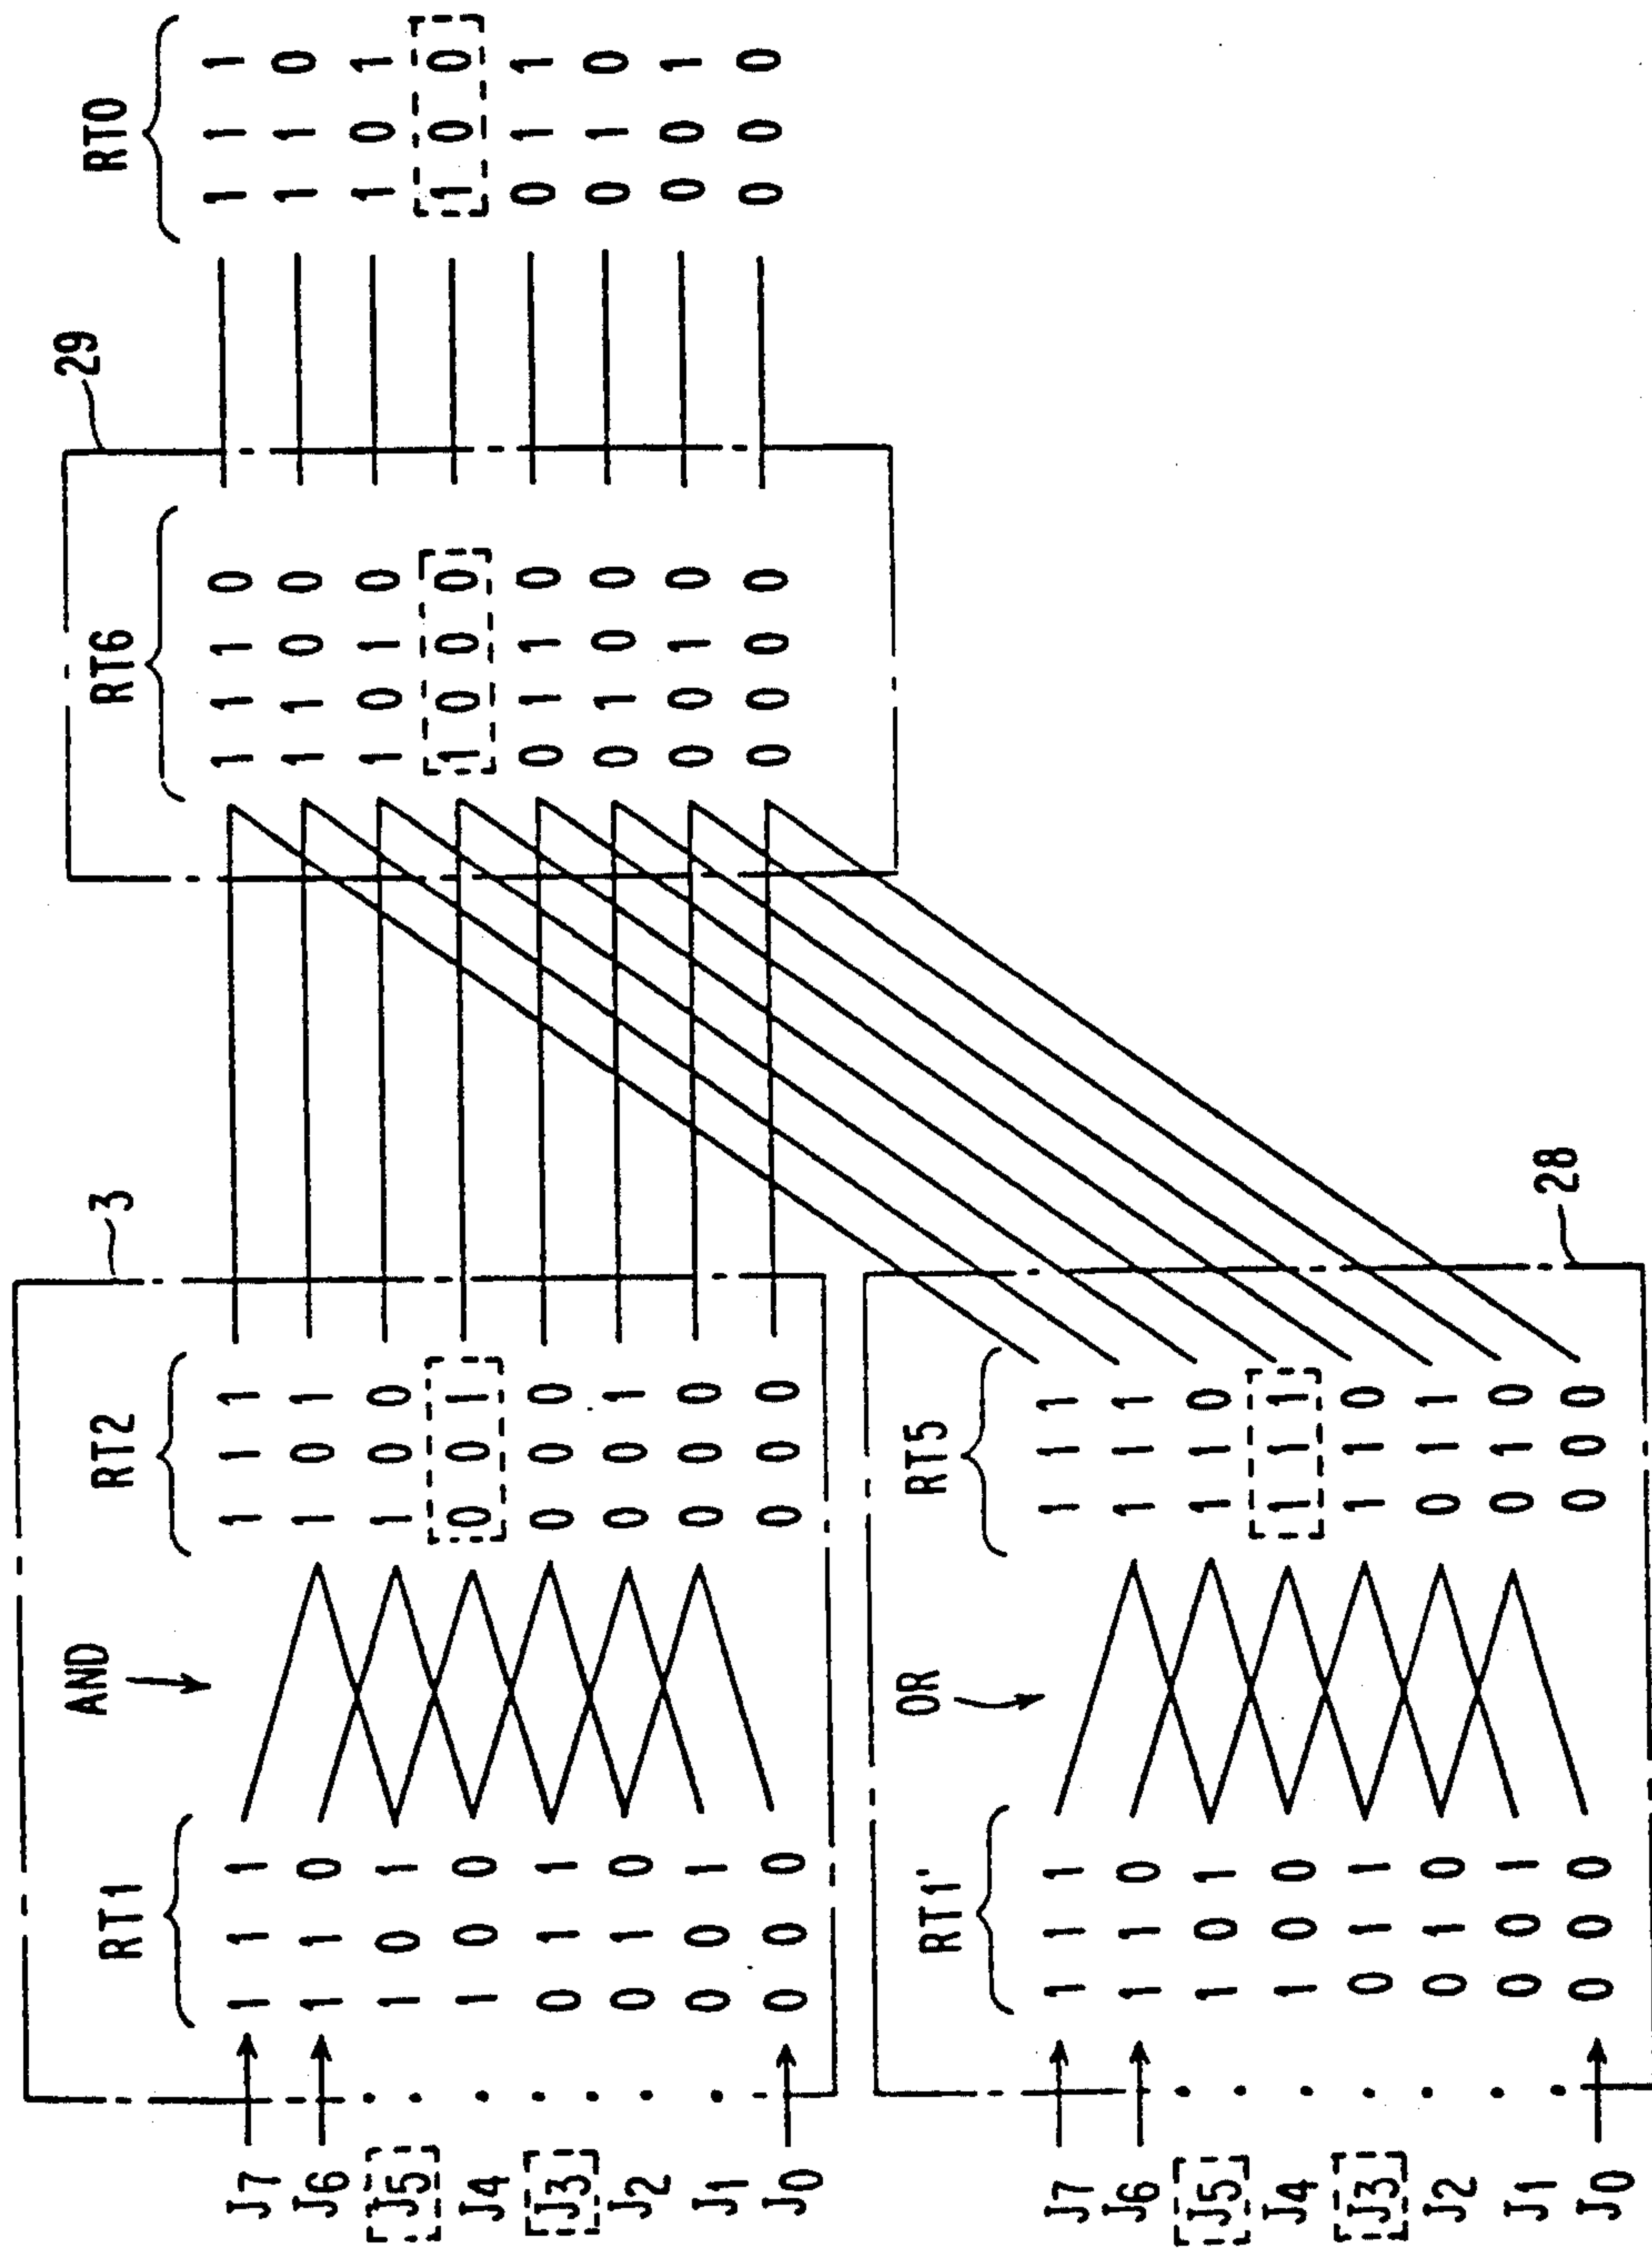 3
29
RT1 AND RT2 RT6 RT0
J7 1 1 1 1 1 1 1 1 1 0 1 1 1
J6 1 1 0 1 0 1 1 1 0 0 1 1 0
J5 1 0 1 1 0 0 1 0 1 0 1 0 1
J4 1 0 0 0 0 1 1 0 0 0 1 0 0
J3 0 1 1 0 0 0 0 1 1 0 0 1 1
J2 0 1 0 0 0 1 0 1 0 0 0 1 0
J1 0 0 1 0 0 0 0 0 1 0 0 0 1
J0 0 0 0 0 0 0 0 0 0 0 0 0 0
RT1' OR RT5
J7 1 1 1 1 1 1
J6 1 1 0 1 1 1
J5 1 0 1 1 1 0
J4 1 0 0 1 1 1
J3 0 1 1 1 1 0
J2 0 1 0 0 1 1
J1 0 0 1 0 1 0
J0 0 0 0 0 0 0
28